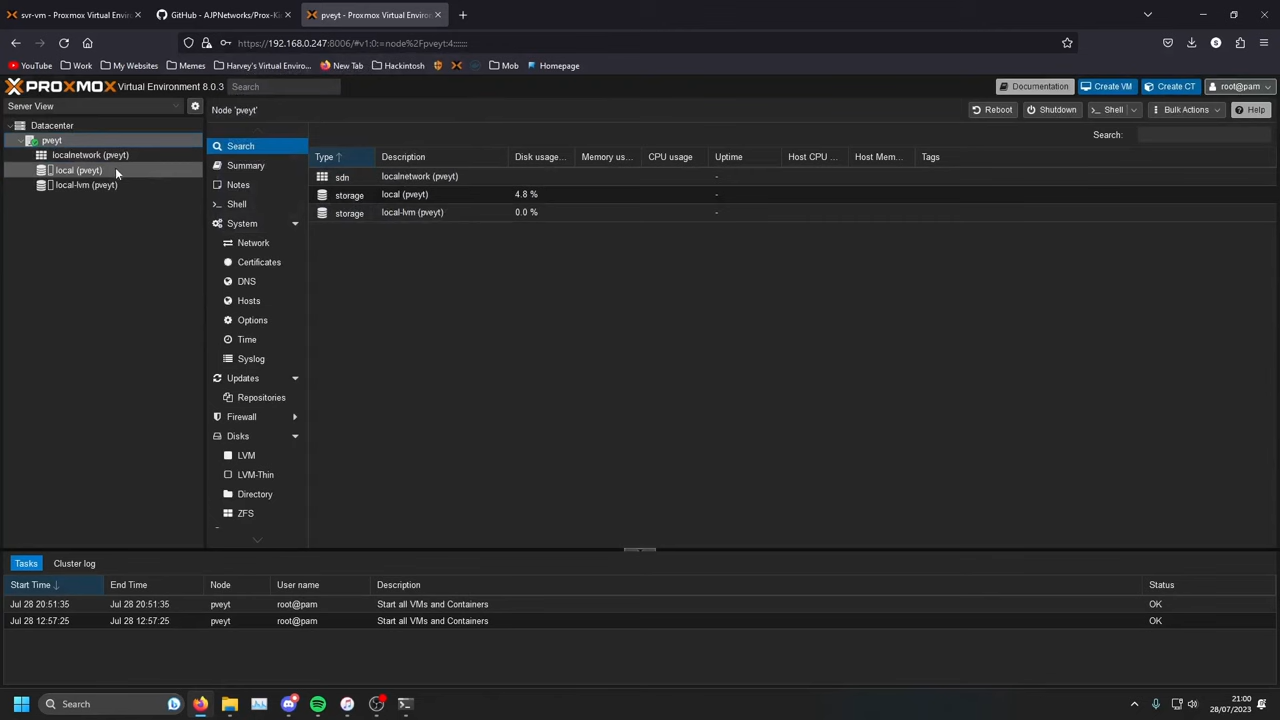 svr-vm - Proxmox Virtual Environ
GitHub - AJPNetworks/Prox-Ki
pveyt - Proxmox Virtual Environ
https://192.168.0.247:8006/#v1:0:=node%2Fpveyt:4:::::::
YouTube
Work
My Websites
Memes
Harvey's Virtual Enviro...
New Tab
Hackintosh
Mob
Homepage
PROXMOX
Virtual Environment 8.0.3
Search
Documentation
Create VM
Create CT
root@pam
Server View
Node 'pveyt'
Reboot
Shutdown
Shell
Bulk Actions
Help
Datacenter
pveyt
localnetwork (pveyt)
local (pveyt)
local-lvm (pveyt)
Search
Summary
Notes
Shell
System
Network
Certificates
DNS
Hosts
Options
Time
Syslog
Updates
Repositories
Firewall
Disks
LVM
LVM-Thin
Directory
ZFS
Search:
Type Description Disk usage... Memory us... CPU usage Uptime Host CPU ... Host Mem... Tags
sdn localnetwork (pveyt) -
storage local (pveyt) 4.8 % -
storage local-lvm (pveyt) 0.0 % -
Tasks Cluster log
Start Time End Time Node User name Description Status
Jul 28 20:51:35 Jul 28 20:51:35 pveyt root@pam Start all VMs and Containers OK
Jul 28 12:57:25 Jul 28 12:57:25 pveyt root@pam Start all VMs and Containers OK
Search
21:00
28/07/2023